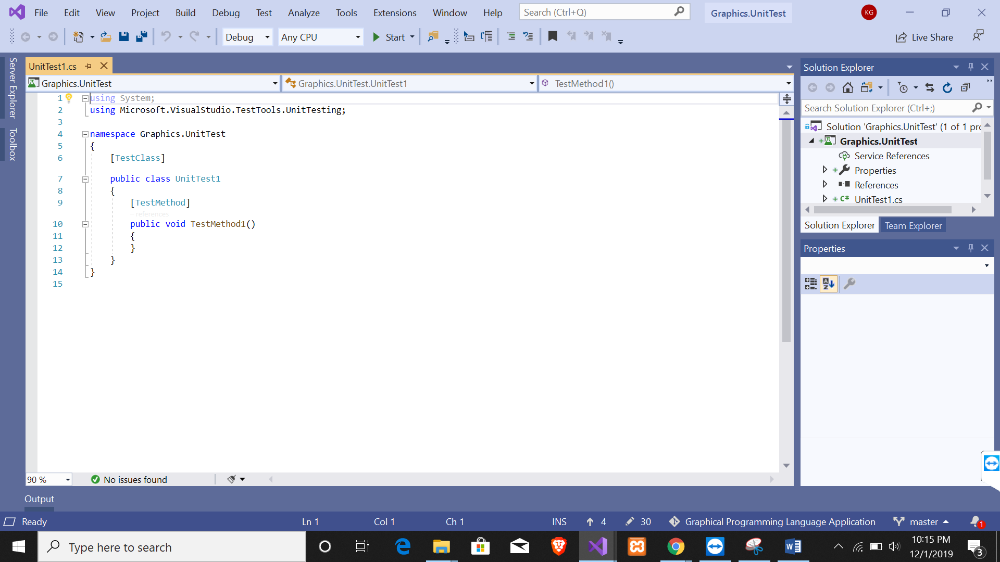 File Edit View Project Build Debug Test Analyze Tools Extensions Window Help Search (Ctrl+Q) Graphics.UnitTest KG
Debug Any CPU Start Live Share
Server Explorer
Toolbox
UnitTest1.cs
Graphics.UnitTest Graphics.UnitTest.UnitTest1 TestMethod1()
1 using System;
2 using Microsoft.VisualStudio.TestTools.UnitTesting;
3
4 namespace Graphics.UnitTest
5 {
6 [TestClass]
7 public class UnitTest1
8 {
9 [TestMethod]
– references
10 public void TestMethod1()
11 {
12 }
13 }
14 }
15
90 % No issues found
Solution Explorer
Search Solution Explorer (Ctrl+;)
Solution 'Graphics.UnitTest' (1 of 1 pro
Graphics.UnitTest
Service References
Properties
References
C# UnitTest1.cs
Solution Explorer Team Explorer
Properties
Output
Ready Ln 1 Col 1 Ch 1 INS 4 30 Graphical Programming Language Application master 1
Type here to search
10:15 PM
12/1/2019
3